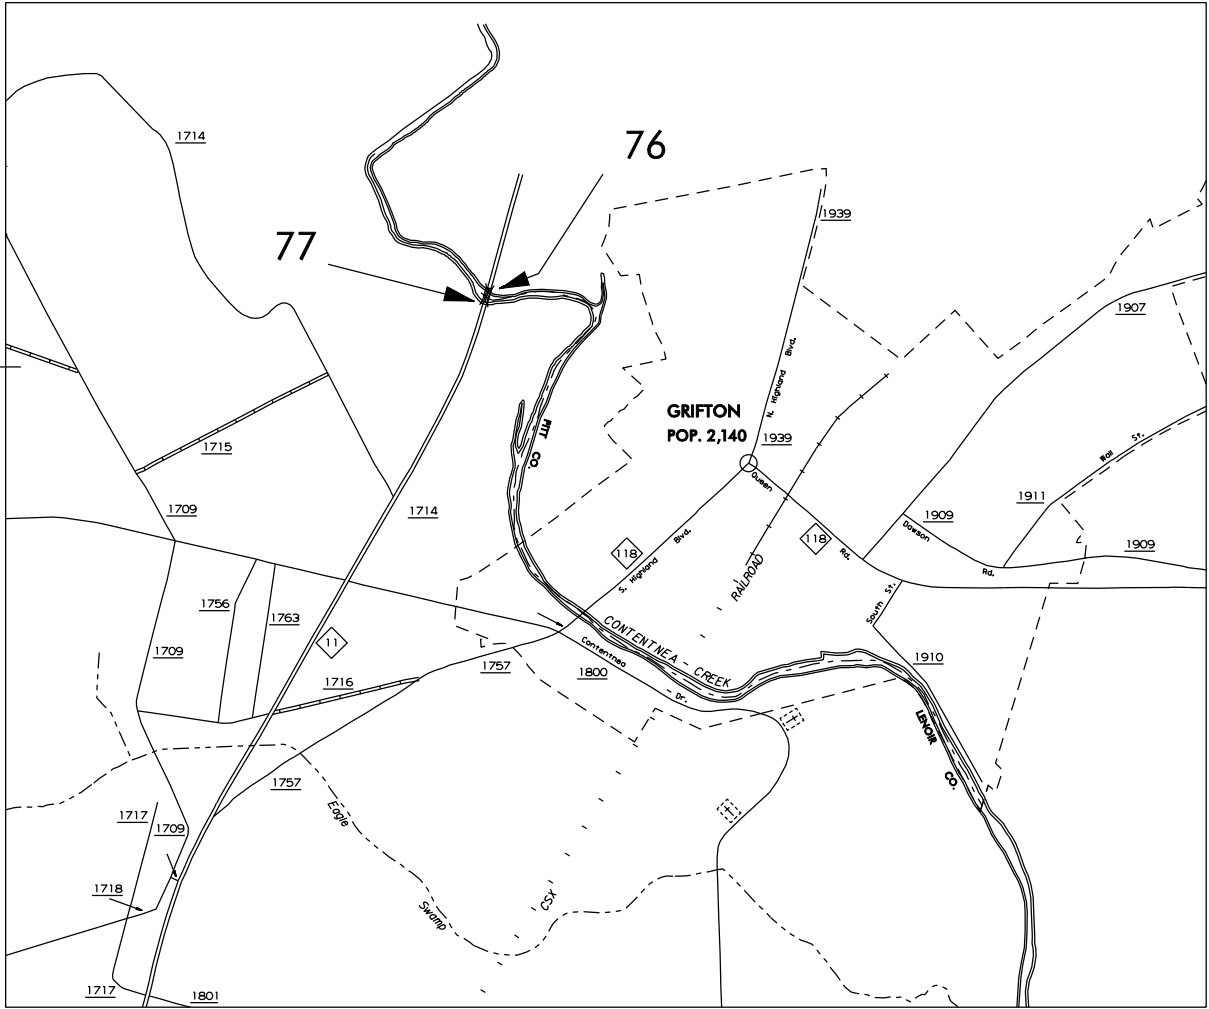 76
1714
1939
77
1907
N. Highland Blvd.
PITT CO.
GRIFTON
POP. 2,140
1939
Wall St.
1715
Queen Rd.
1911
1709
1714
1909
Dawson Rd.
118
118
S. Highland Blvd.
1909
RAILROAD
1756
1763
South St.
11
CONTENTNEA - CREEK
1709
1757
Contentnea Dr.
1800
1910
1716
LENOIR CO.
1757
1717
1709
Eagle
1718
Swamp
CSX
1717
1801